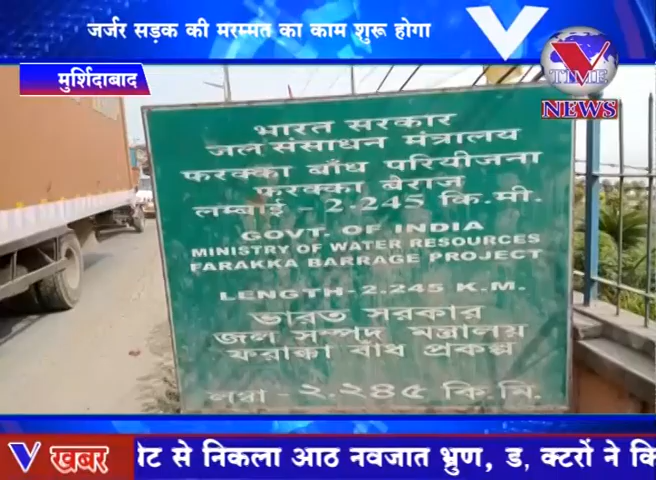 जर्जर सड़क की मरम्मत का काम शुरू होगा
मुर्शिदाबाद
TIME
NEWS
भारत सरकार
जल संसाधन मंत्रालय
फरक्का बाँध परियोजना
फरक्का बैराज
लम्बाई - 2.245 कि.मी.
GOVT. OF INDIA
MINISTRY OF WATER RESOURCES
FARAKKA BARRAGE PROJECT
LENGTH - 2.245 K.M.
ভারত সরকার
জল সম্পদ মন্ত্রালয়
ফরাক্কা বাঁধ প্রকল্প
লম্বা - ২.২৪৫ কি.মি.
खबर
पेट से निकला आठ नवजात भ्रुण, ड, क्टरों ने